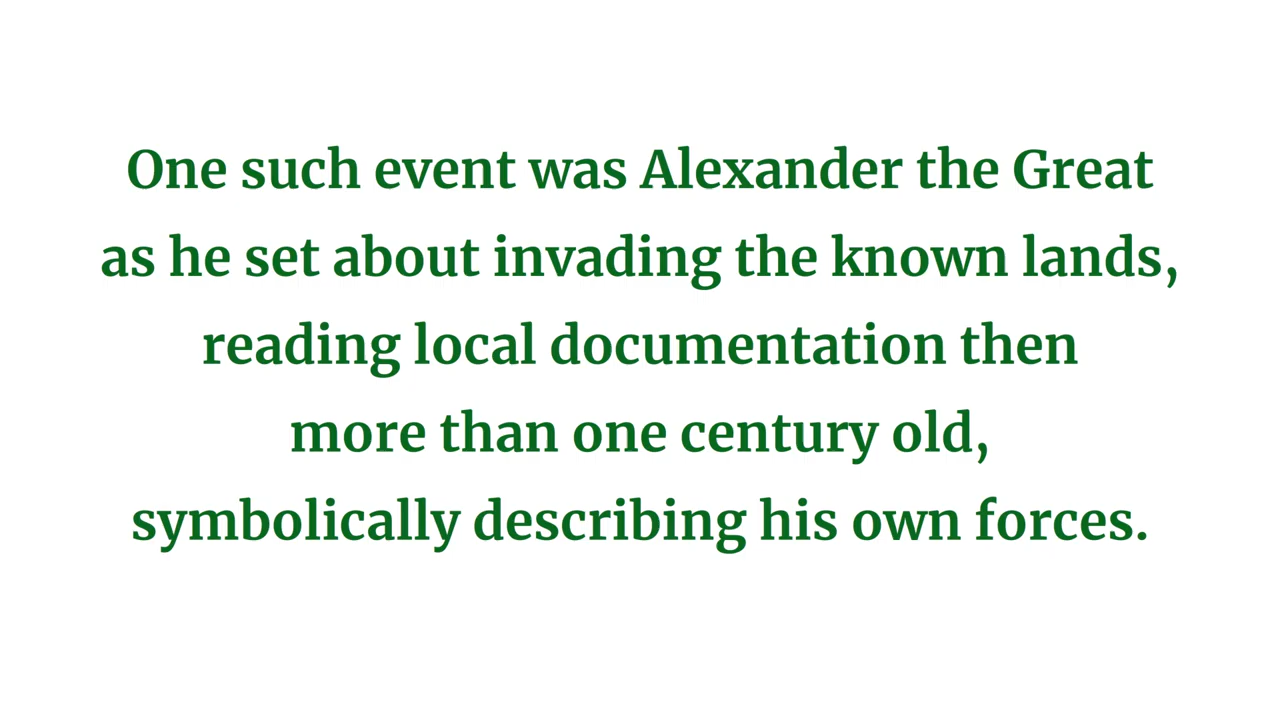 One such event was Alexander the Great
as he set about invading the known lands,
reading local documentation then
more than one century old,
symbolically describing his own forces.